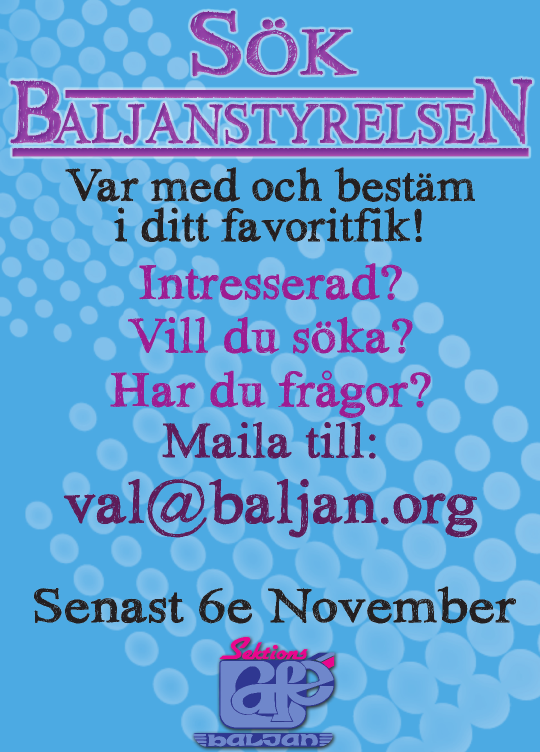 SÖK
BALJANSTYRELSEN
Var med och bestäm
i ditt favoritfik!
Intresserad?
Vill du söka?
Har du frågor?
Maila till:
val@baljan.org
Senast 6e November
Sektions
Café
BALJAN